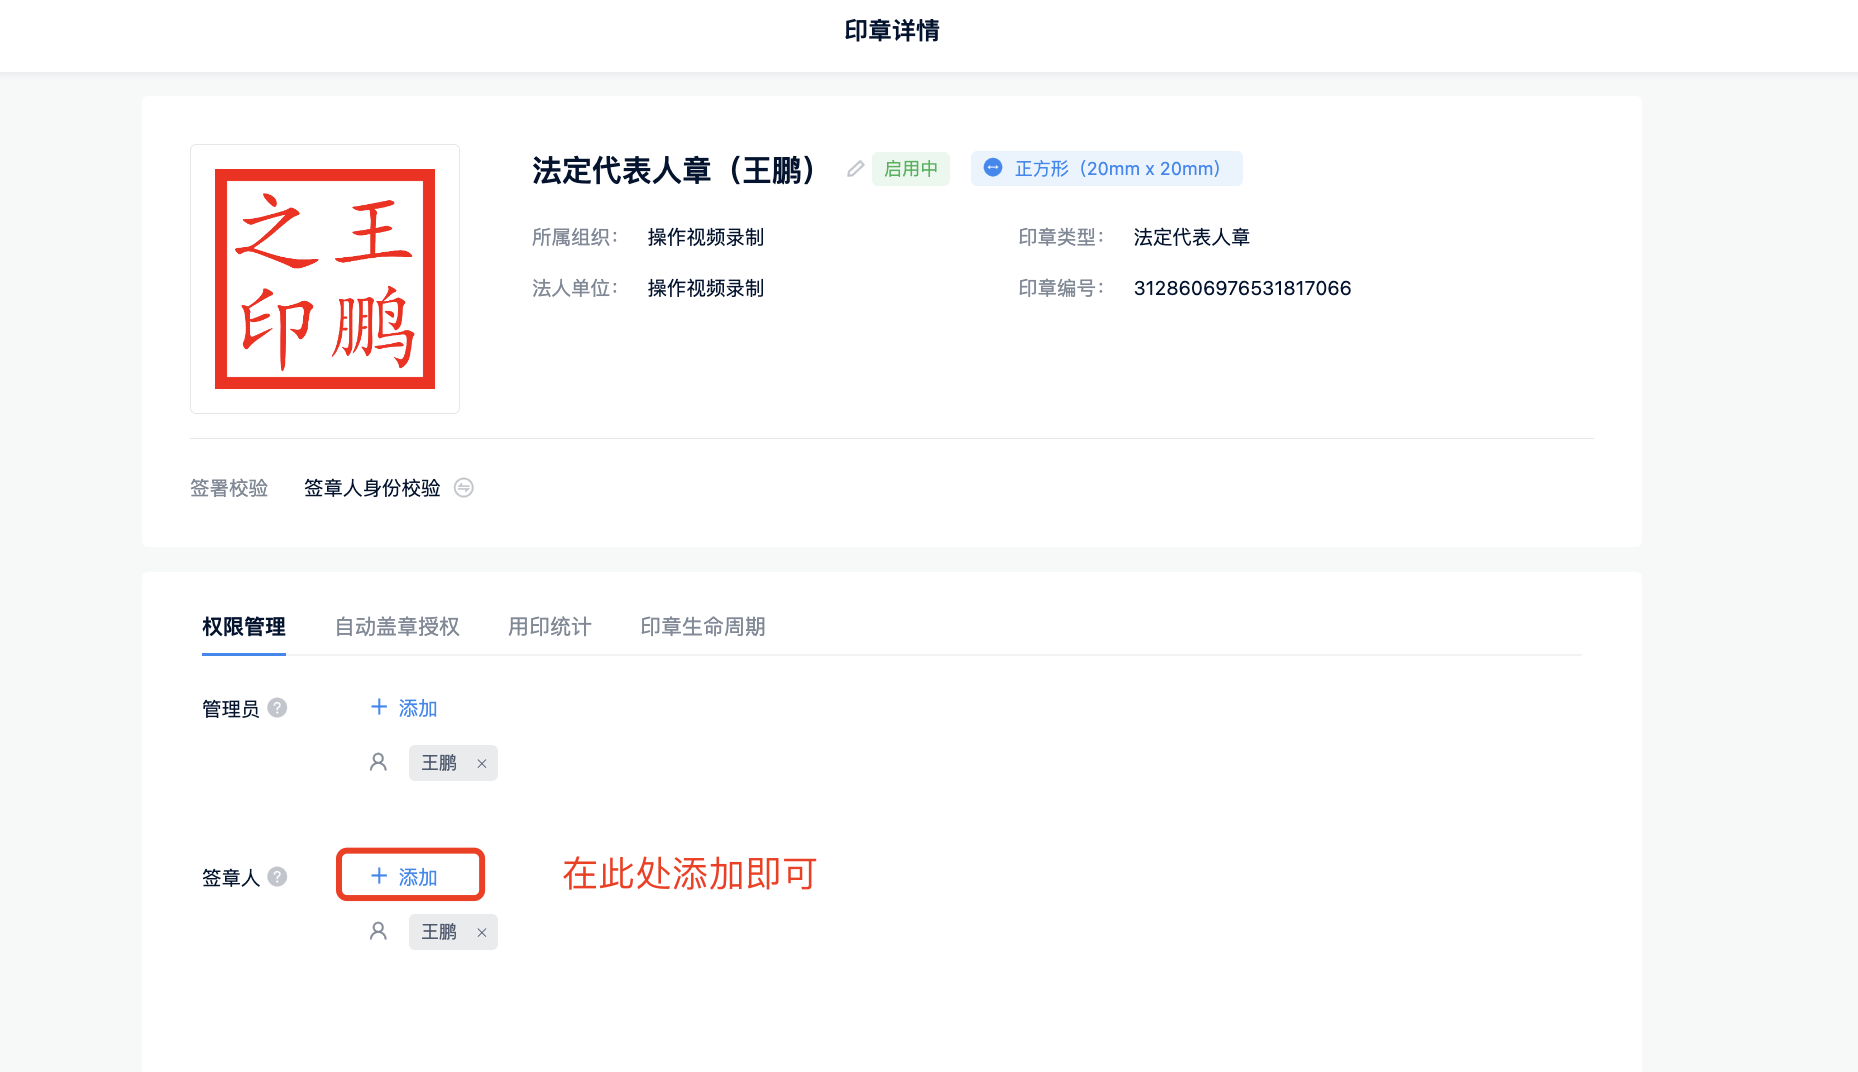 印章详情
王鹏之印
法定代表人章（王鹏）
启用中
正方形（20mm x 20mm）
所属组织： 操作视频录制
印章类型： 法定代表人章
法人单位： 操作视频录制
印章编号： 3128606976531817066
签署校验 签章人身份校验
权限管理 自动盖章授权 用印统计 印章生命周期
管理员 ? + 添加
王鹏 ×
签章人 ? + 添加
在此处添加即可
王鹏 ×